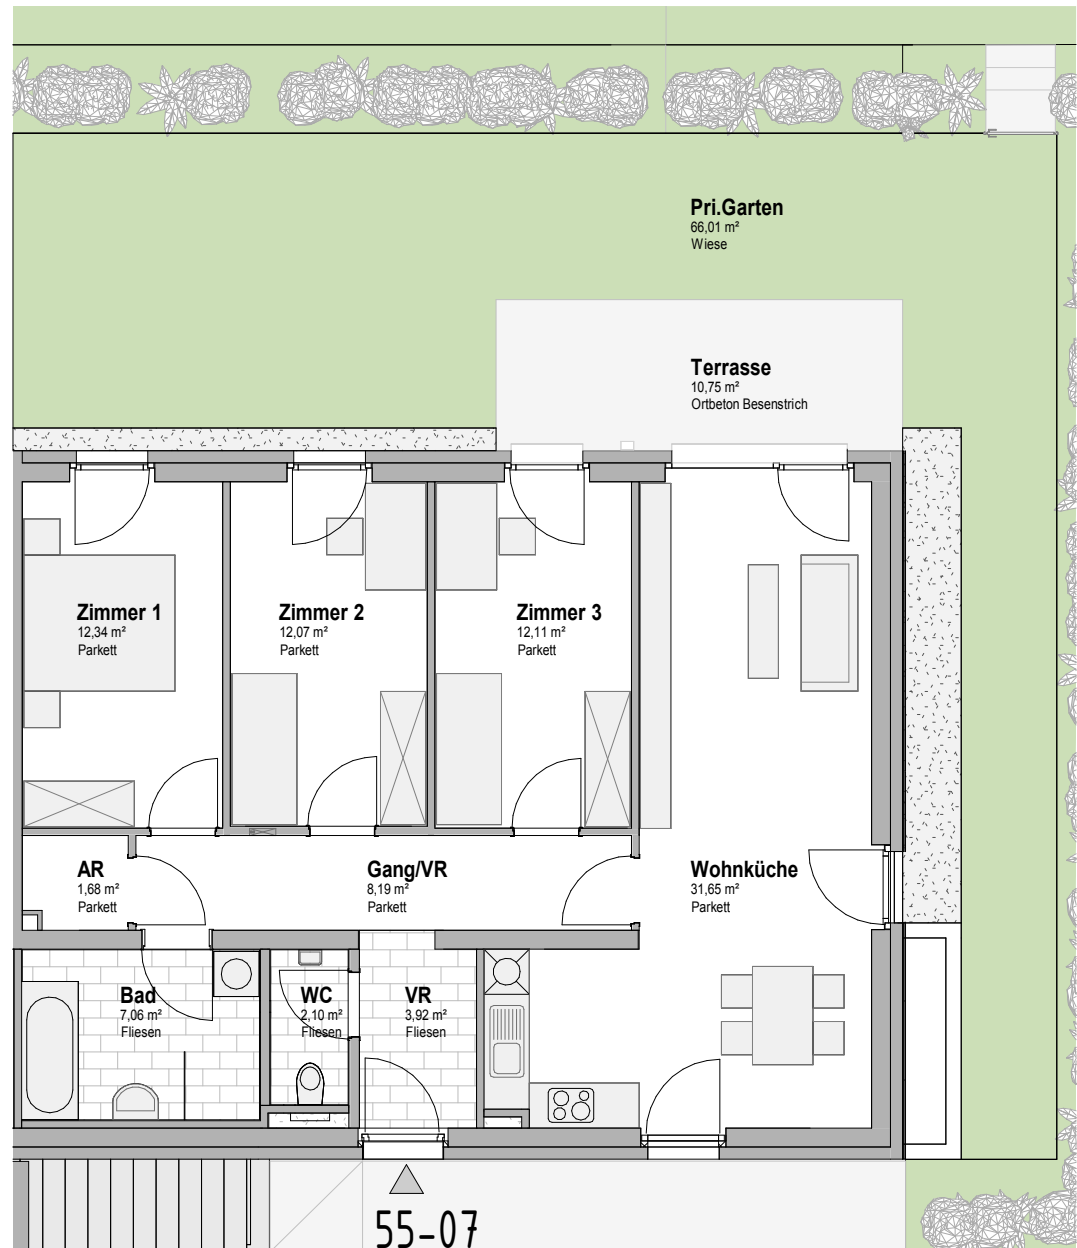 Pri.Garten
66,01 m²
Wiese
Terrasse
10,75 m²
Ortbeton Besenstrich
Zimmer 1
12,34 m²
Parkett
Zimmer 2
12,07 m²
Parkett
Zimmer 3
12,11 m²
Parkett
AR
1,68 m²
Parkett
Gang/VR
8,19 m²
Parkett
Wohnküche
31,65 m²
Parkett
Bad
7,06 m²
Fliesen
WC
2,10 m²
Fliesen
VR
3,92 m²
Fliesen
55-07